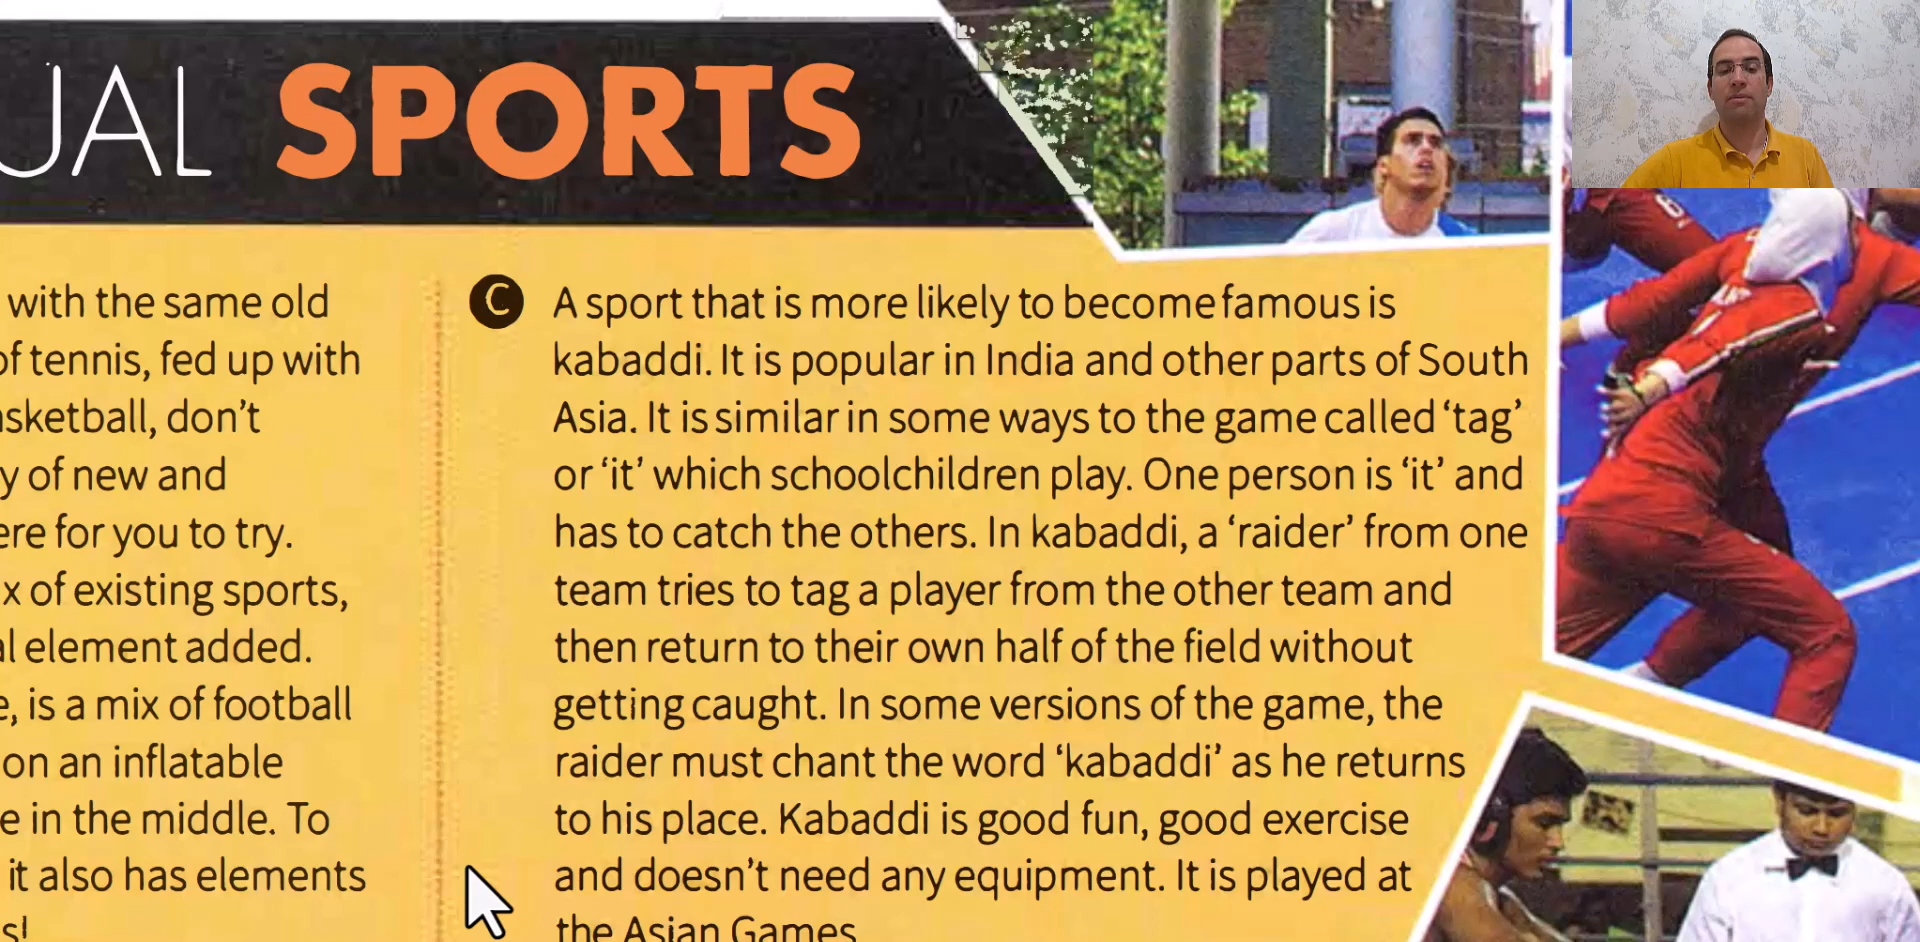 UAL SPORTS
with the same old
of tennis, fed up with
asketball, don't
y of new and
ere for you to try.
x of existing sports,
al element added.
e, is a mix of football
on an inflatable
e in the middle. To
it also has elements
s!
C A sport that is more likely to become famous is
kabaddi. It is popular in India and other parts of South
Asia. It is similar in some ways to the game called ‘tag’
or ‘it’ which schoolchildren play. One person is ‘it’ and
has to catch the others. In kabaddi, a ‘raider’ from one
team tries to tag a player from the other team and
then return to their own half of the field without
getting caught. In some versions of the game, the
raider must chant the word ‘kabaddi’ as he returns
to his place. Kabaddi is good fun, good exercise
and doesn't need any equipment. It is played at
the Asian Games